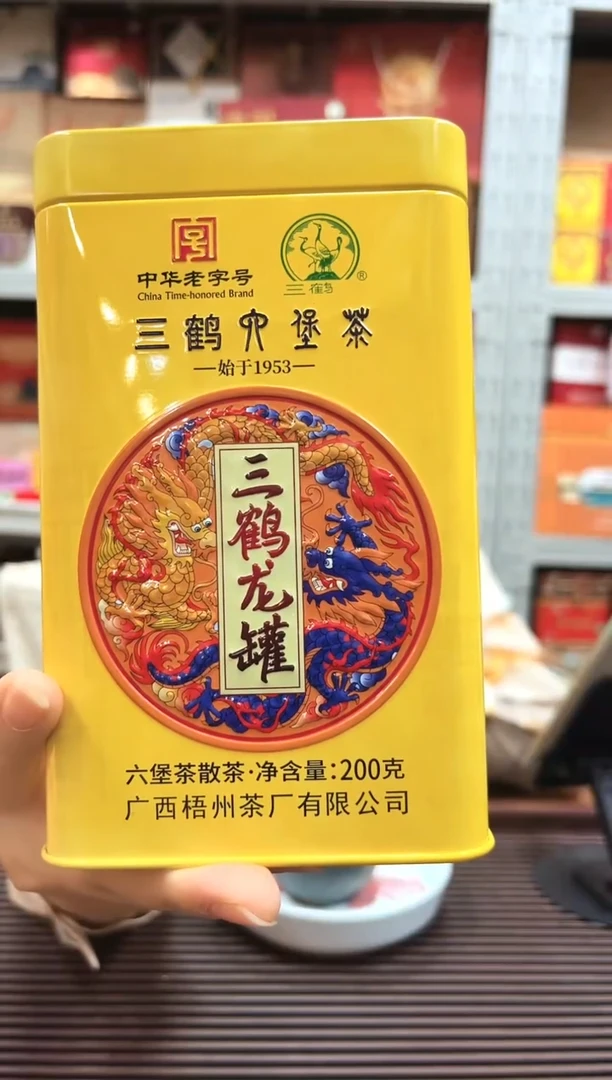 号
中华老字号
China Time-honored Brand
三鹤
®
三鹤六堡茶
—始于1953—
三鹤龙罐
六堡茶散茶·净含量:200克
广西梧州茶厂有限公司